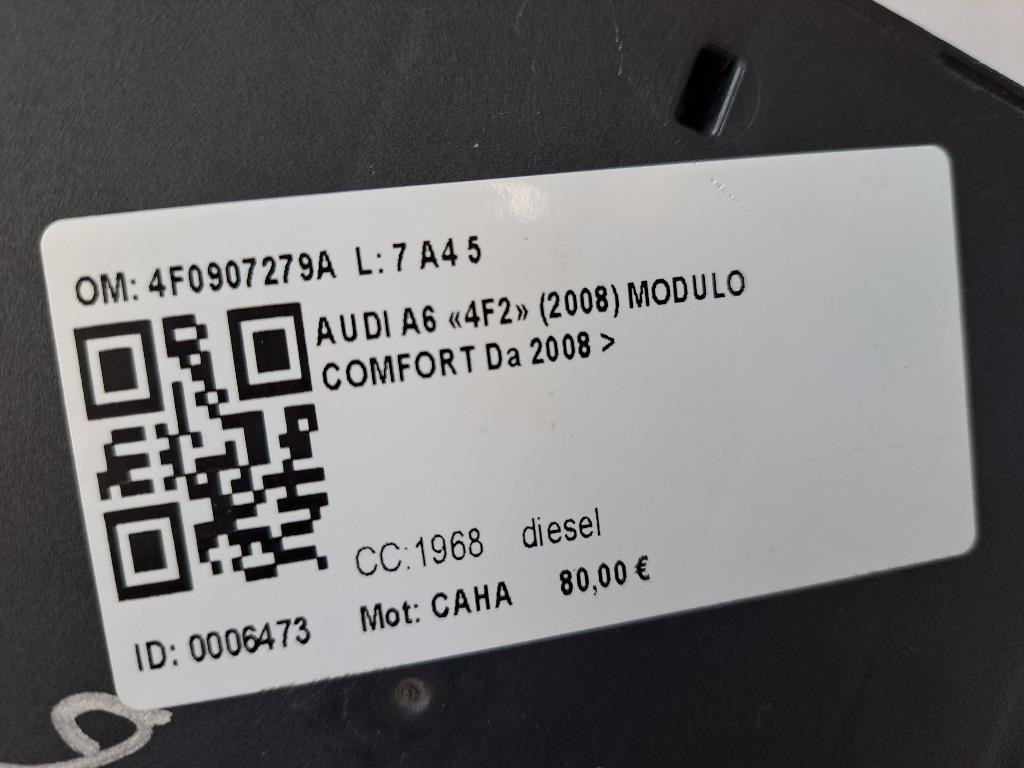 OM: 4F0907279A L: 7 A4 5
AUDI A6 «4F2» (2008) MODULO
COMFORT Da 2008 >
CC:1968 diesel
Mot: CAHA 80,00 €
ID: 0006473